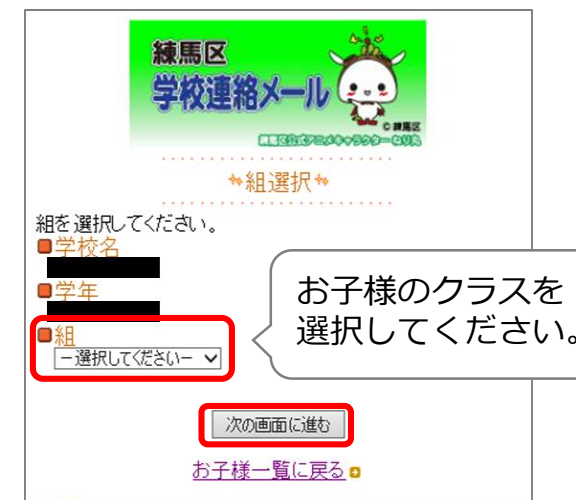 練馬区
学校連絡メール
©練馬区
練馬区公式アニメキャラクター ねり丸
組選択
組を選択してください。
学校名
学年
組
－選択してください－
お子様のクラスを
選択してください。
次の画面に進む
お子様一覧に戻る